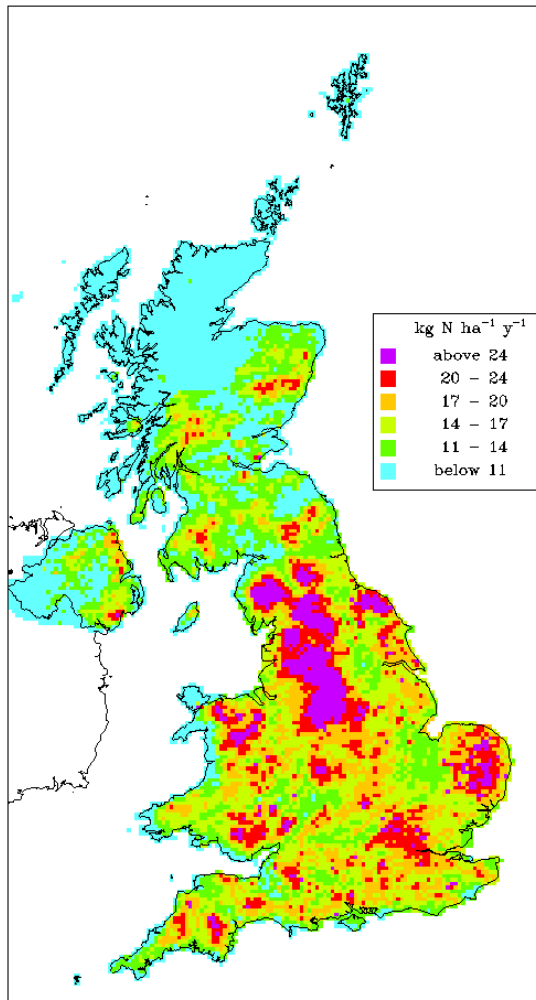 kg N ha⁻¹ y⁻¹
above 24
20 – 24
17 – 20
14 – 17
11 – 14
below 11